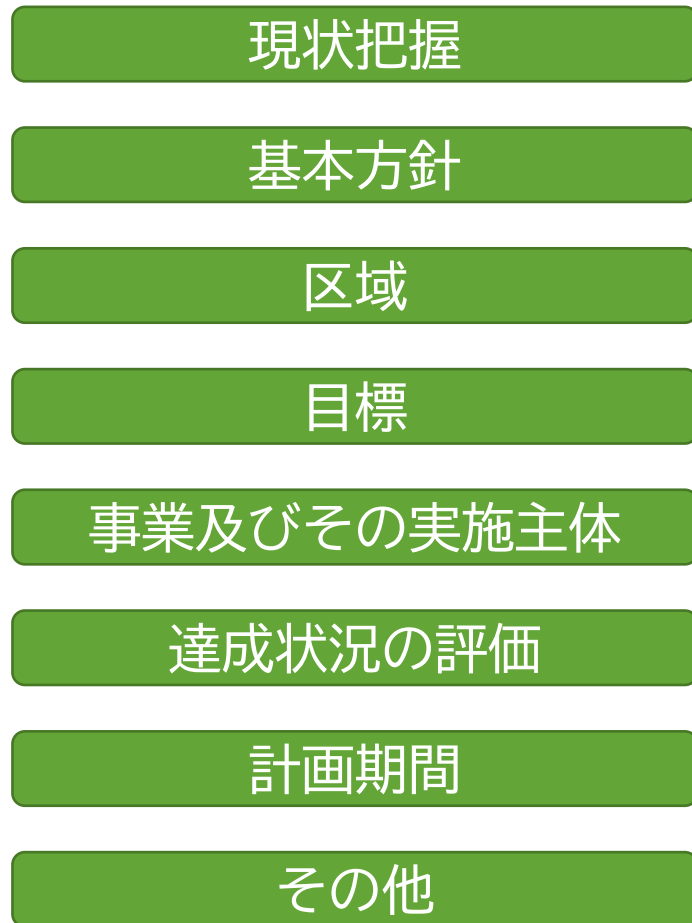 現状把握
基本方針
区域
目標
事業及びその実施主体
達成状況の評価
計画期間
その他